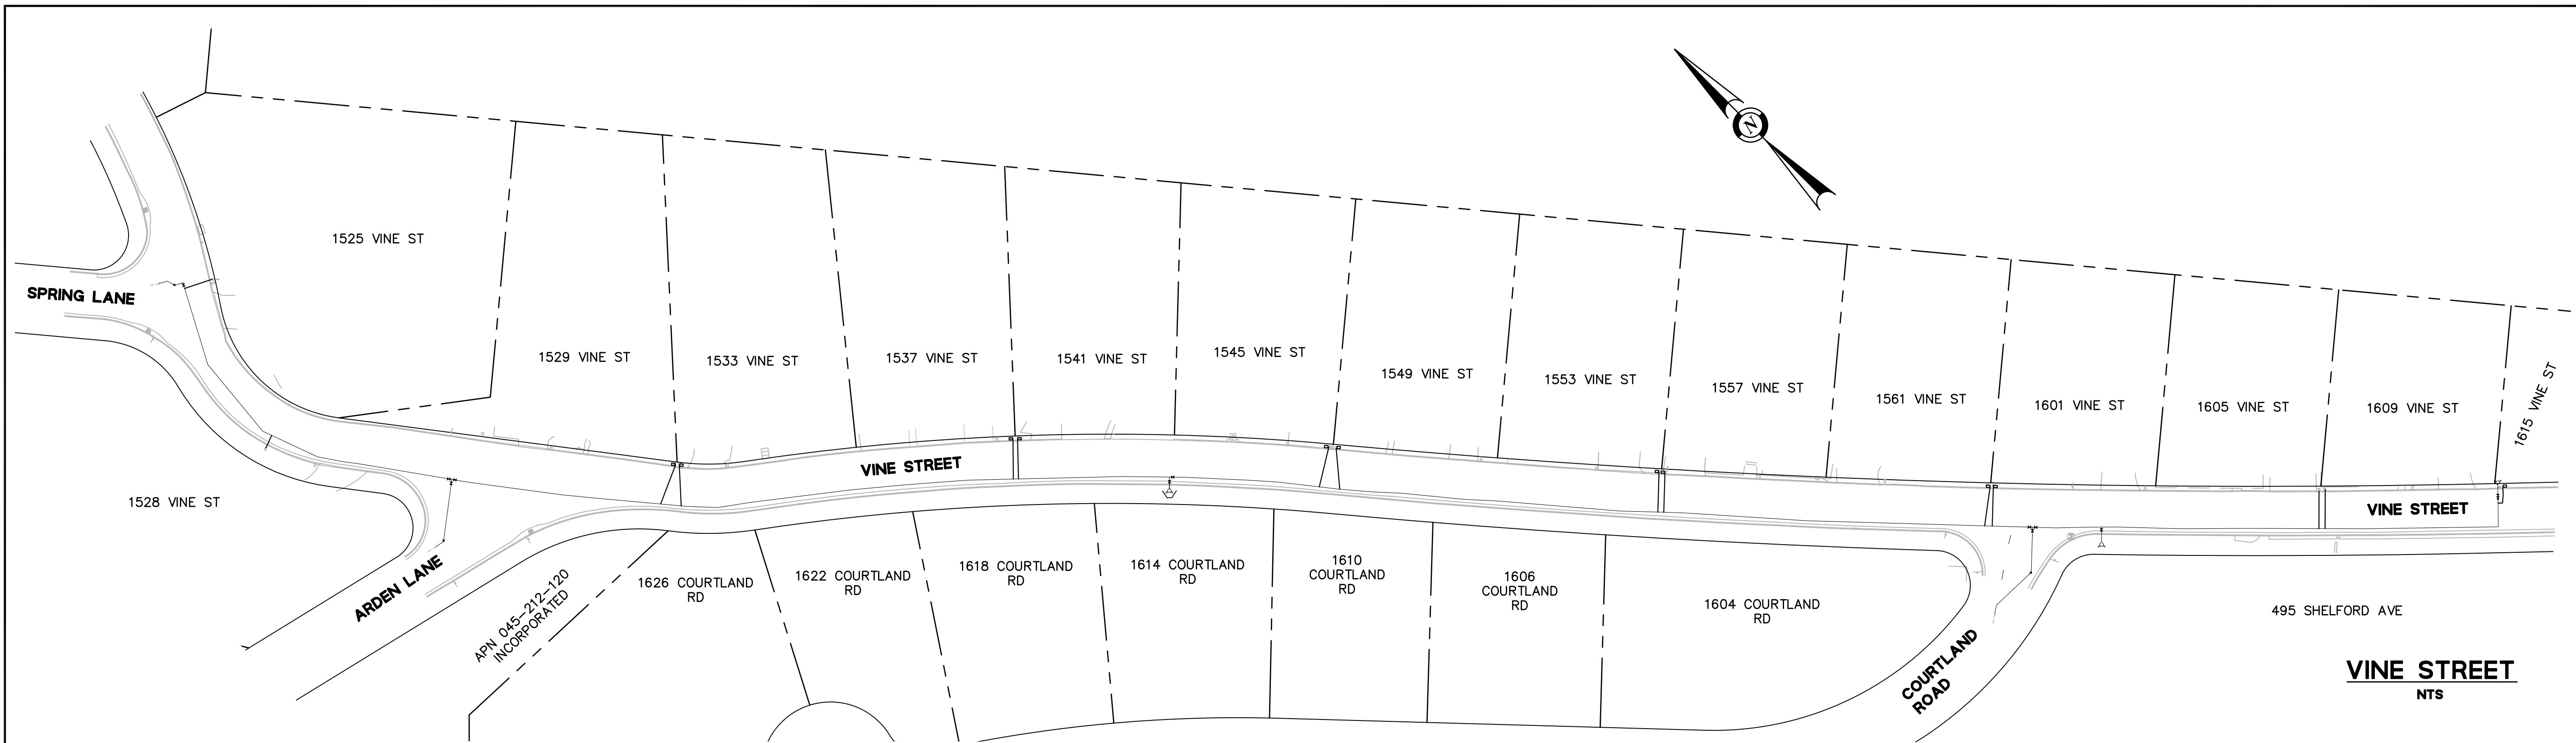 N
1525 VINE ST
SPRING LANE
1529 VINE ST
1533 VINE ST
1537 VINE ST
1541 VINE ST
1545 VINE ST
1549 VINE ST
1553 VINE ST
1557 VINE ST
1561 VINE ST
1601 VINE ST
1605 VINE ST
1609 VINE ST
1615 VINE ST
VINE STREET
VINE STREET
1528 VINE ST
ARDEN LANE
APN 045-212-120
INCORPORATED
1626 COURTLAND
RD
1622 COURTLAND
RD
1618 COURTLAND
RD
1614 COURTLAND
RD
1610
COURTLAND
RD
1606
COURTLAND
RD
1604 COURTLAND
RD
COURTLAND
ROAD
495 SHELFORD AVE
VINE STREET
NTS